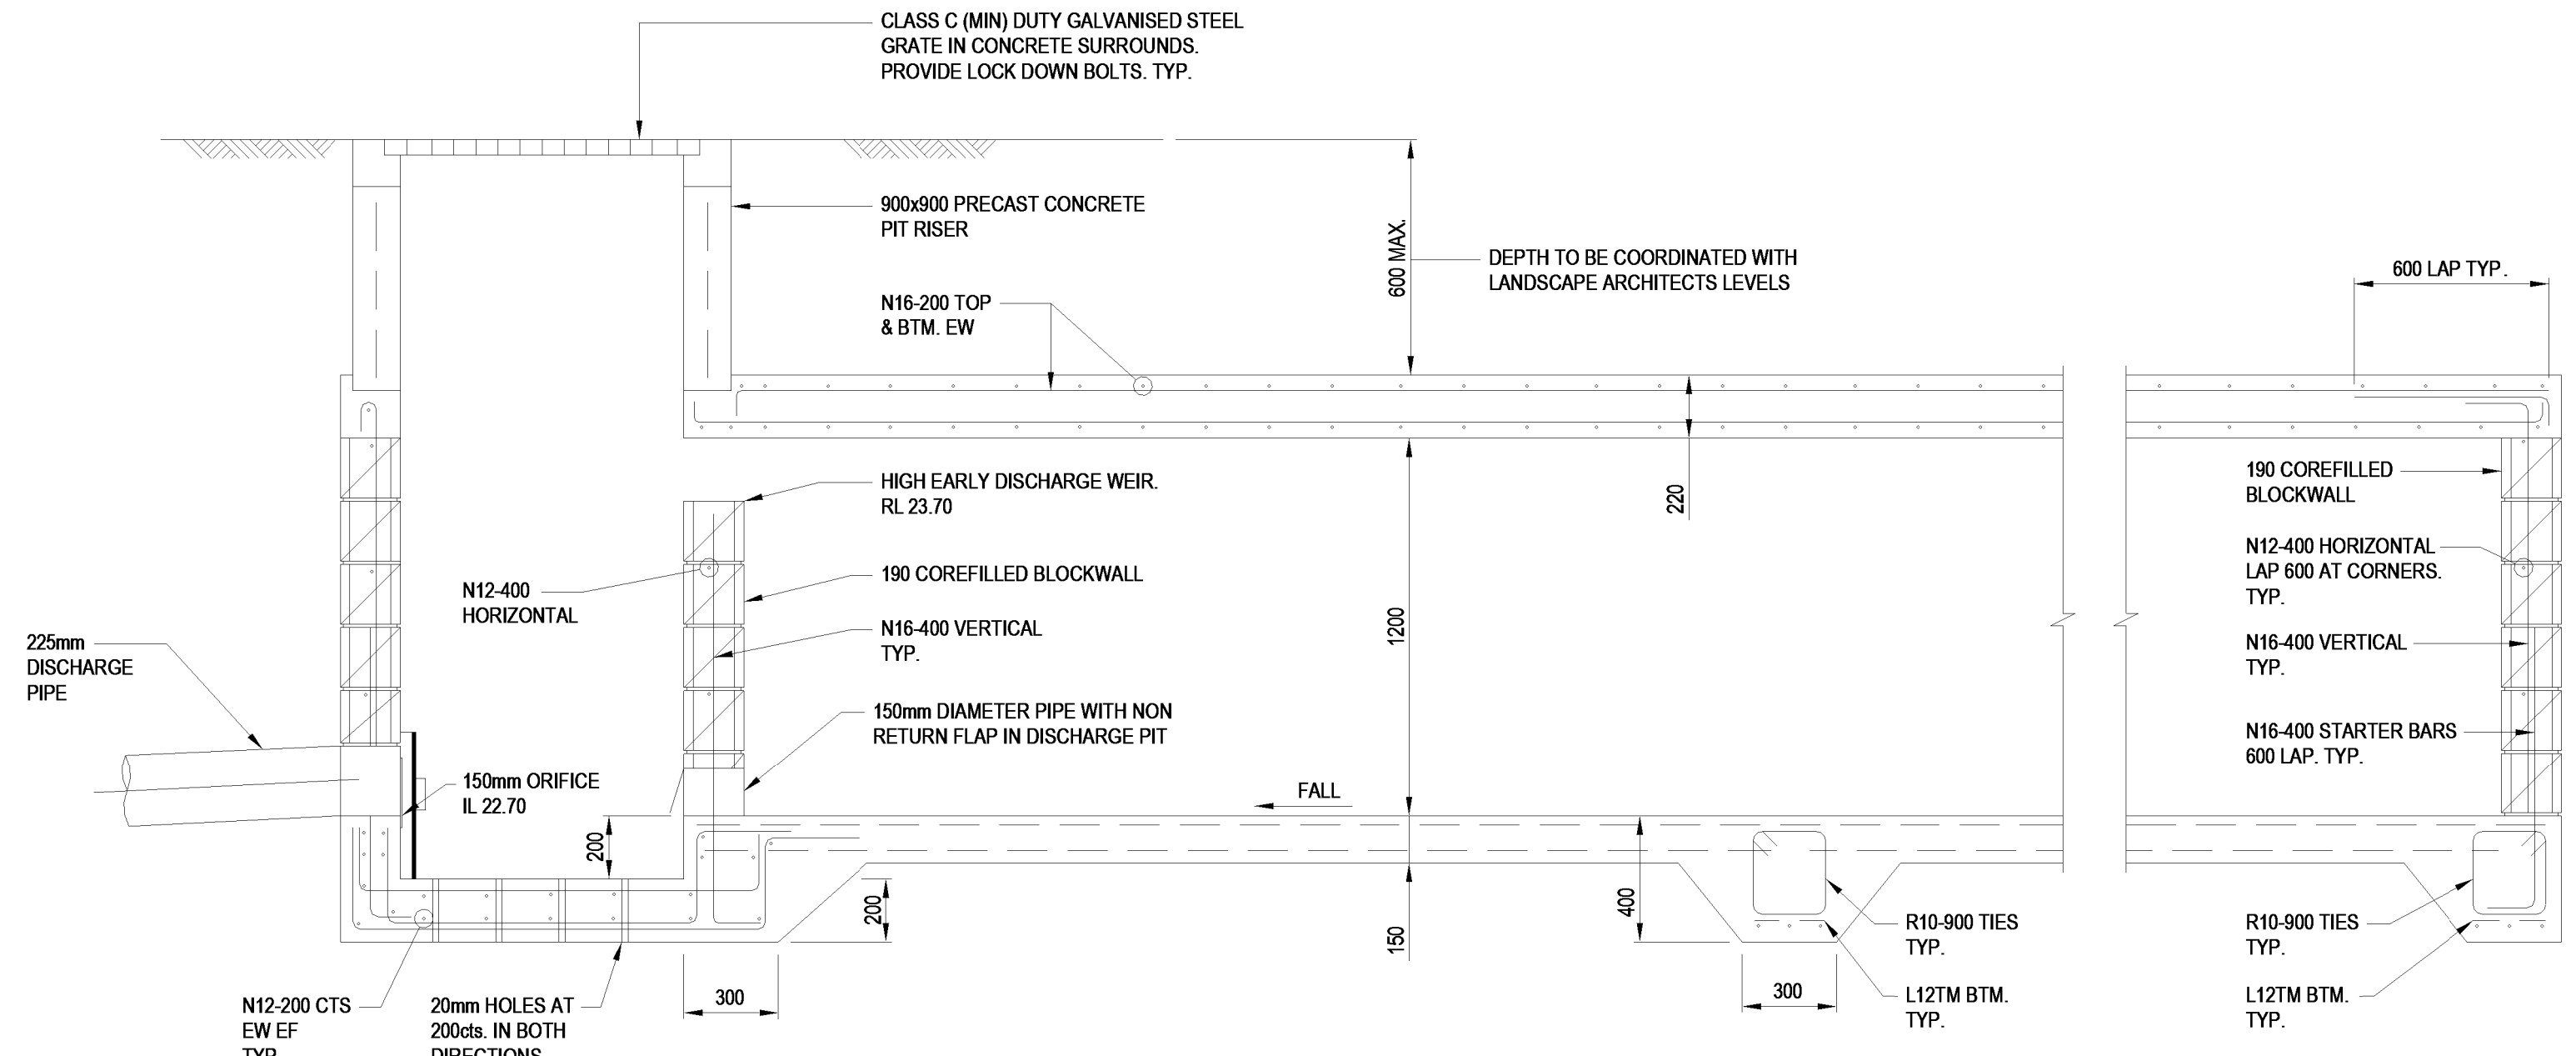 CLASS C (MIN) DUTY GALVANISED STEEL
GRATE IN CONCRETE SURROUNDS.
PROVIDE LOCK DOWN BOLTS. TYP.
900x900 PRECAST CONCRETE
PIT RISER
N16-200 TOP
& BTM. EW
600 MAX.
DEPTH TO BE COORDINATED WITH
LANDSCAPE ARCHITECTS LEVELS
600 LAP TYP.
HIGH EARLY DISCHARGE WEIR.
RL 23.70
220
190 COREFILLED
BLOCKWALL
N12-400
HORIZONTAL
190 COREFILLED BLOCKWALL
N12-400 HORIZONTAL
LAP 600 AT CORNERS.
TYP.
225mm
DISCHARGE
PIPE
N16-400 VERTICAL
TYP.
1200
N16-400 VERTICAL
TYP.
150mm DIAMETER PIPE WITH NON
RETURN FLAP IN DISCHARGE PIT
N16-400 STARTER BARS
600 LAP. TYP.
150mm ORIFICE
IL 22.70
FALL
200
200
150
400
R10-900 TIES
TYP.
R10-900 TIES
TYP.
N12-200 CTS
EW EF
TYP
20mm HOLES AT
200cts. IN BOTH
DIRECTIONS
300
300
L12TM BTM.
TYP.
L12TM BTM.
TYP.